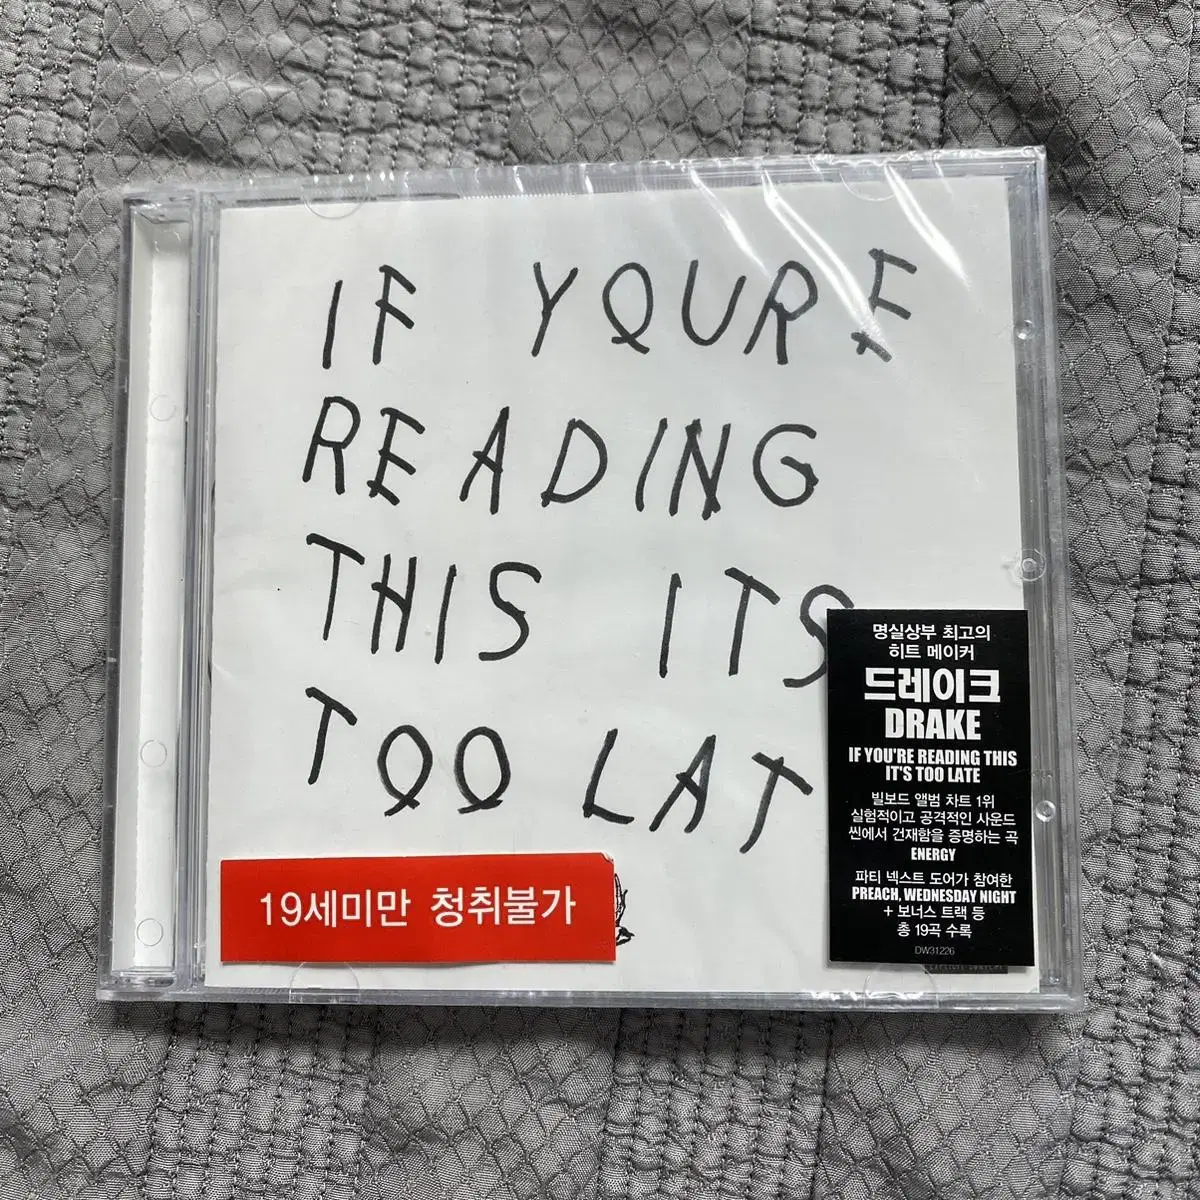 IF YOURE
READING
THIS ITS
TOO LAT
19세미만 청취불가
명실상부 최고의
히트 메이커
드레이크
DRAKE
IF YOU'RE READING THIS
IT'S TOO LATE
빌보드 앨범 차트 1위
실험적이고 공격적인 사운드
씬에서 건재함을 증명하는 곡
ENERGY
파티 넥스트 도어가 참여한
PREACH, WEDNESDAY NIGHT
+ 보너스 트랙 등
총 19곡 수록
DW31226
EXPLICIT CONTENT